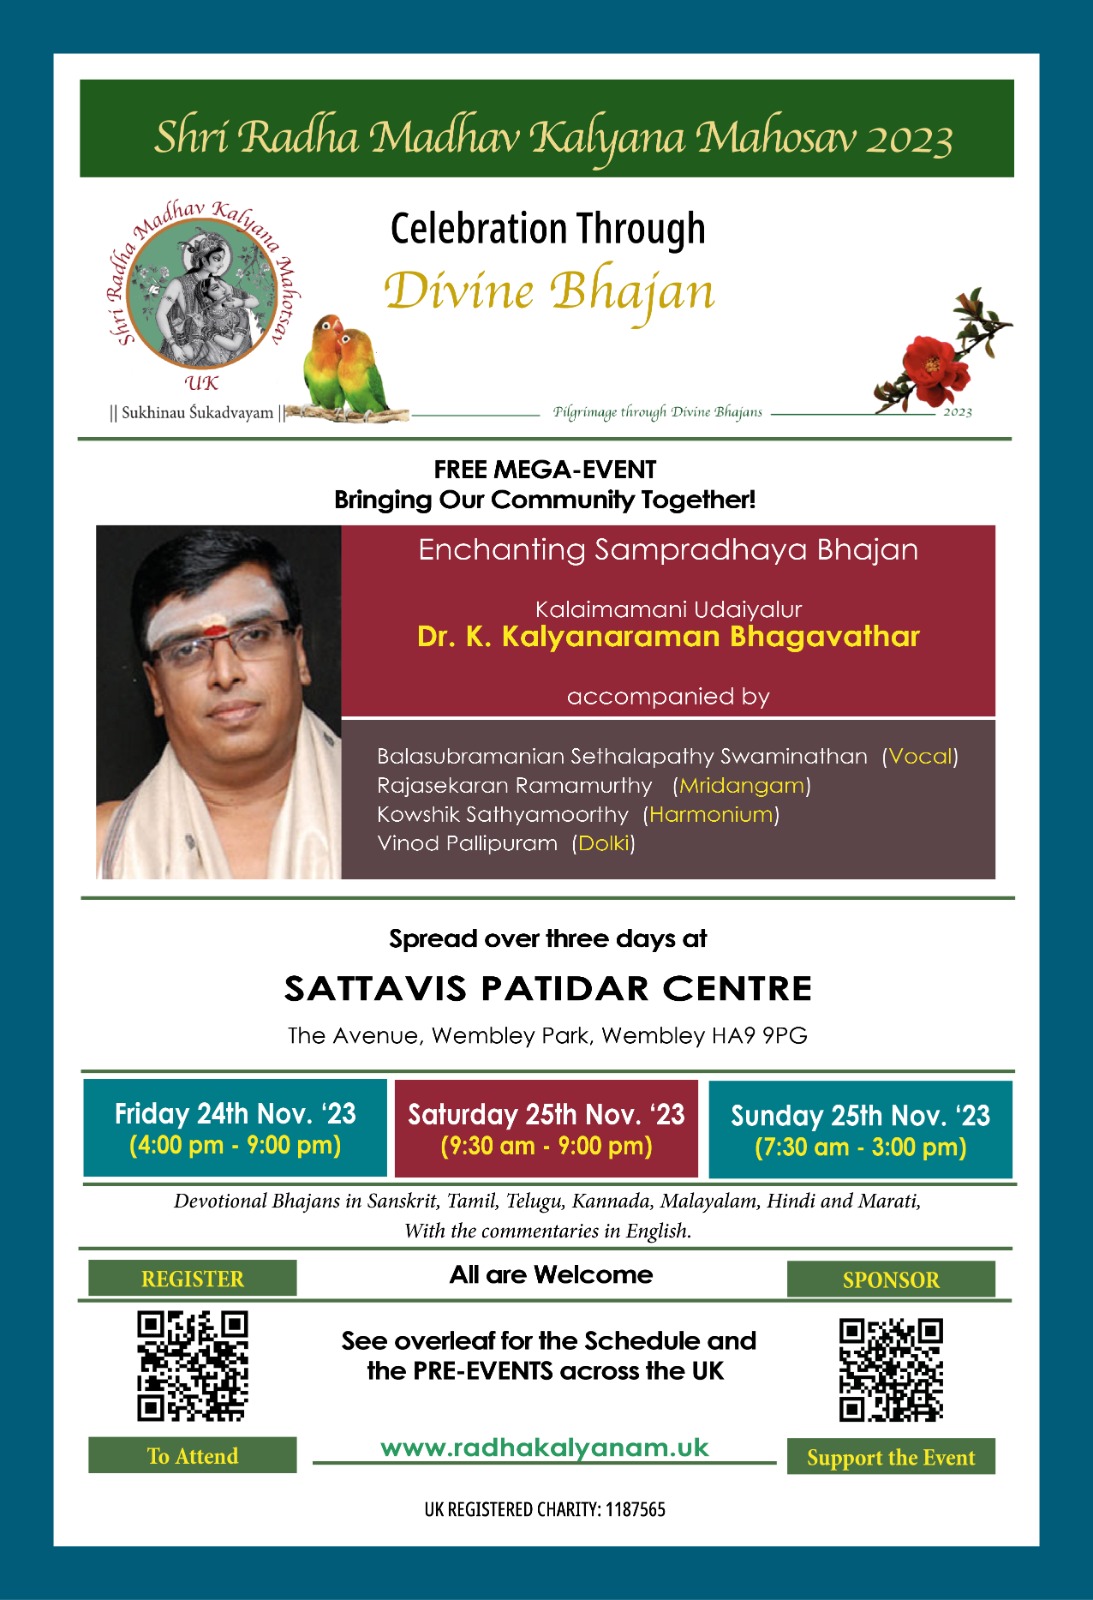 Shri Radha Madhav Kalyana Mahosav 2023
Shri Radha Madhav Kalyana Mahotsav
UK
Celebration Through
Divine Bhajan
|| Sukhinau Śukadvayam ||
Pilgrimage through Divine Bhajans
2023
FREE MEGA-EVENT
Bringing Our Community Together!
Enchanting Sampradhaya Bhajan
Kalaimamani Udaiyalur
Dr. K. Kalyanaraman Bhagavathar
accompanied by
Balasubramanian Sethalapathy Swaminathan (Vocal)
Rajasekaran Ramamurthy (Mridangam)
Kowshik Sathyamoorthy (Harmonium)
Vinod Pallipuram (Dolki)
Spread over three days at
SATTAVIS PATIDAR CENTRE
The Avenue, Wembley Park, Wembley HA9 9PG
Friday 24th Nov. ‘23
(4:00 pm - 9:00 pm)
Saturday 25th Nov. ‘23
(9:30 am - 9:00 pm)
Sunday 25th Nov. ‘23
(7:30 am - 3:00 pm)
Devotional Bhajans in Sanskrit, Tamil, Telugu, Kannada, Malayalam, Hindi and Marati,
With the commentaries in English.
REGISTER
All are Welcome
SPONSOR
See overleaf for the Schedule and
the PRE-EVENTS across the UK
To Attend
www.radhakalyanam.uk
Support the Event
UK REGISTERED CHARITY: 1187565